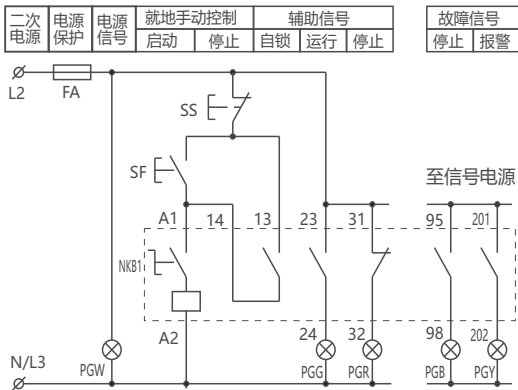 二次 电源 电源 就地手动控制 辅助信号 故障信号
电源 保护 信号 启动 停止 自锁 运行 停止 停止 报警
L2
FA
SS
SF
至信号电源
A1 14 13 23 31 95 201
NKB1
A2 24 32 98 202
N/L3
PGW PGG PGR PGB PGY